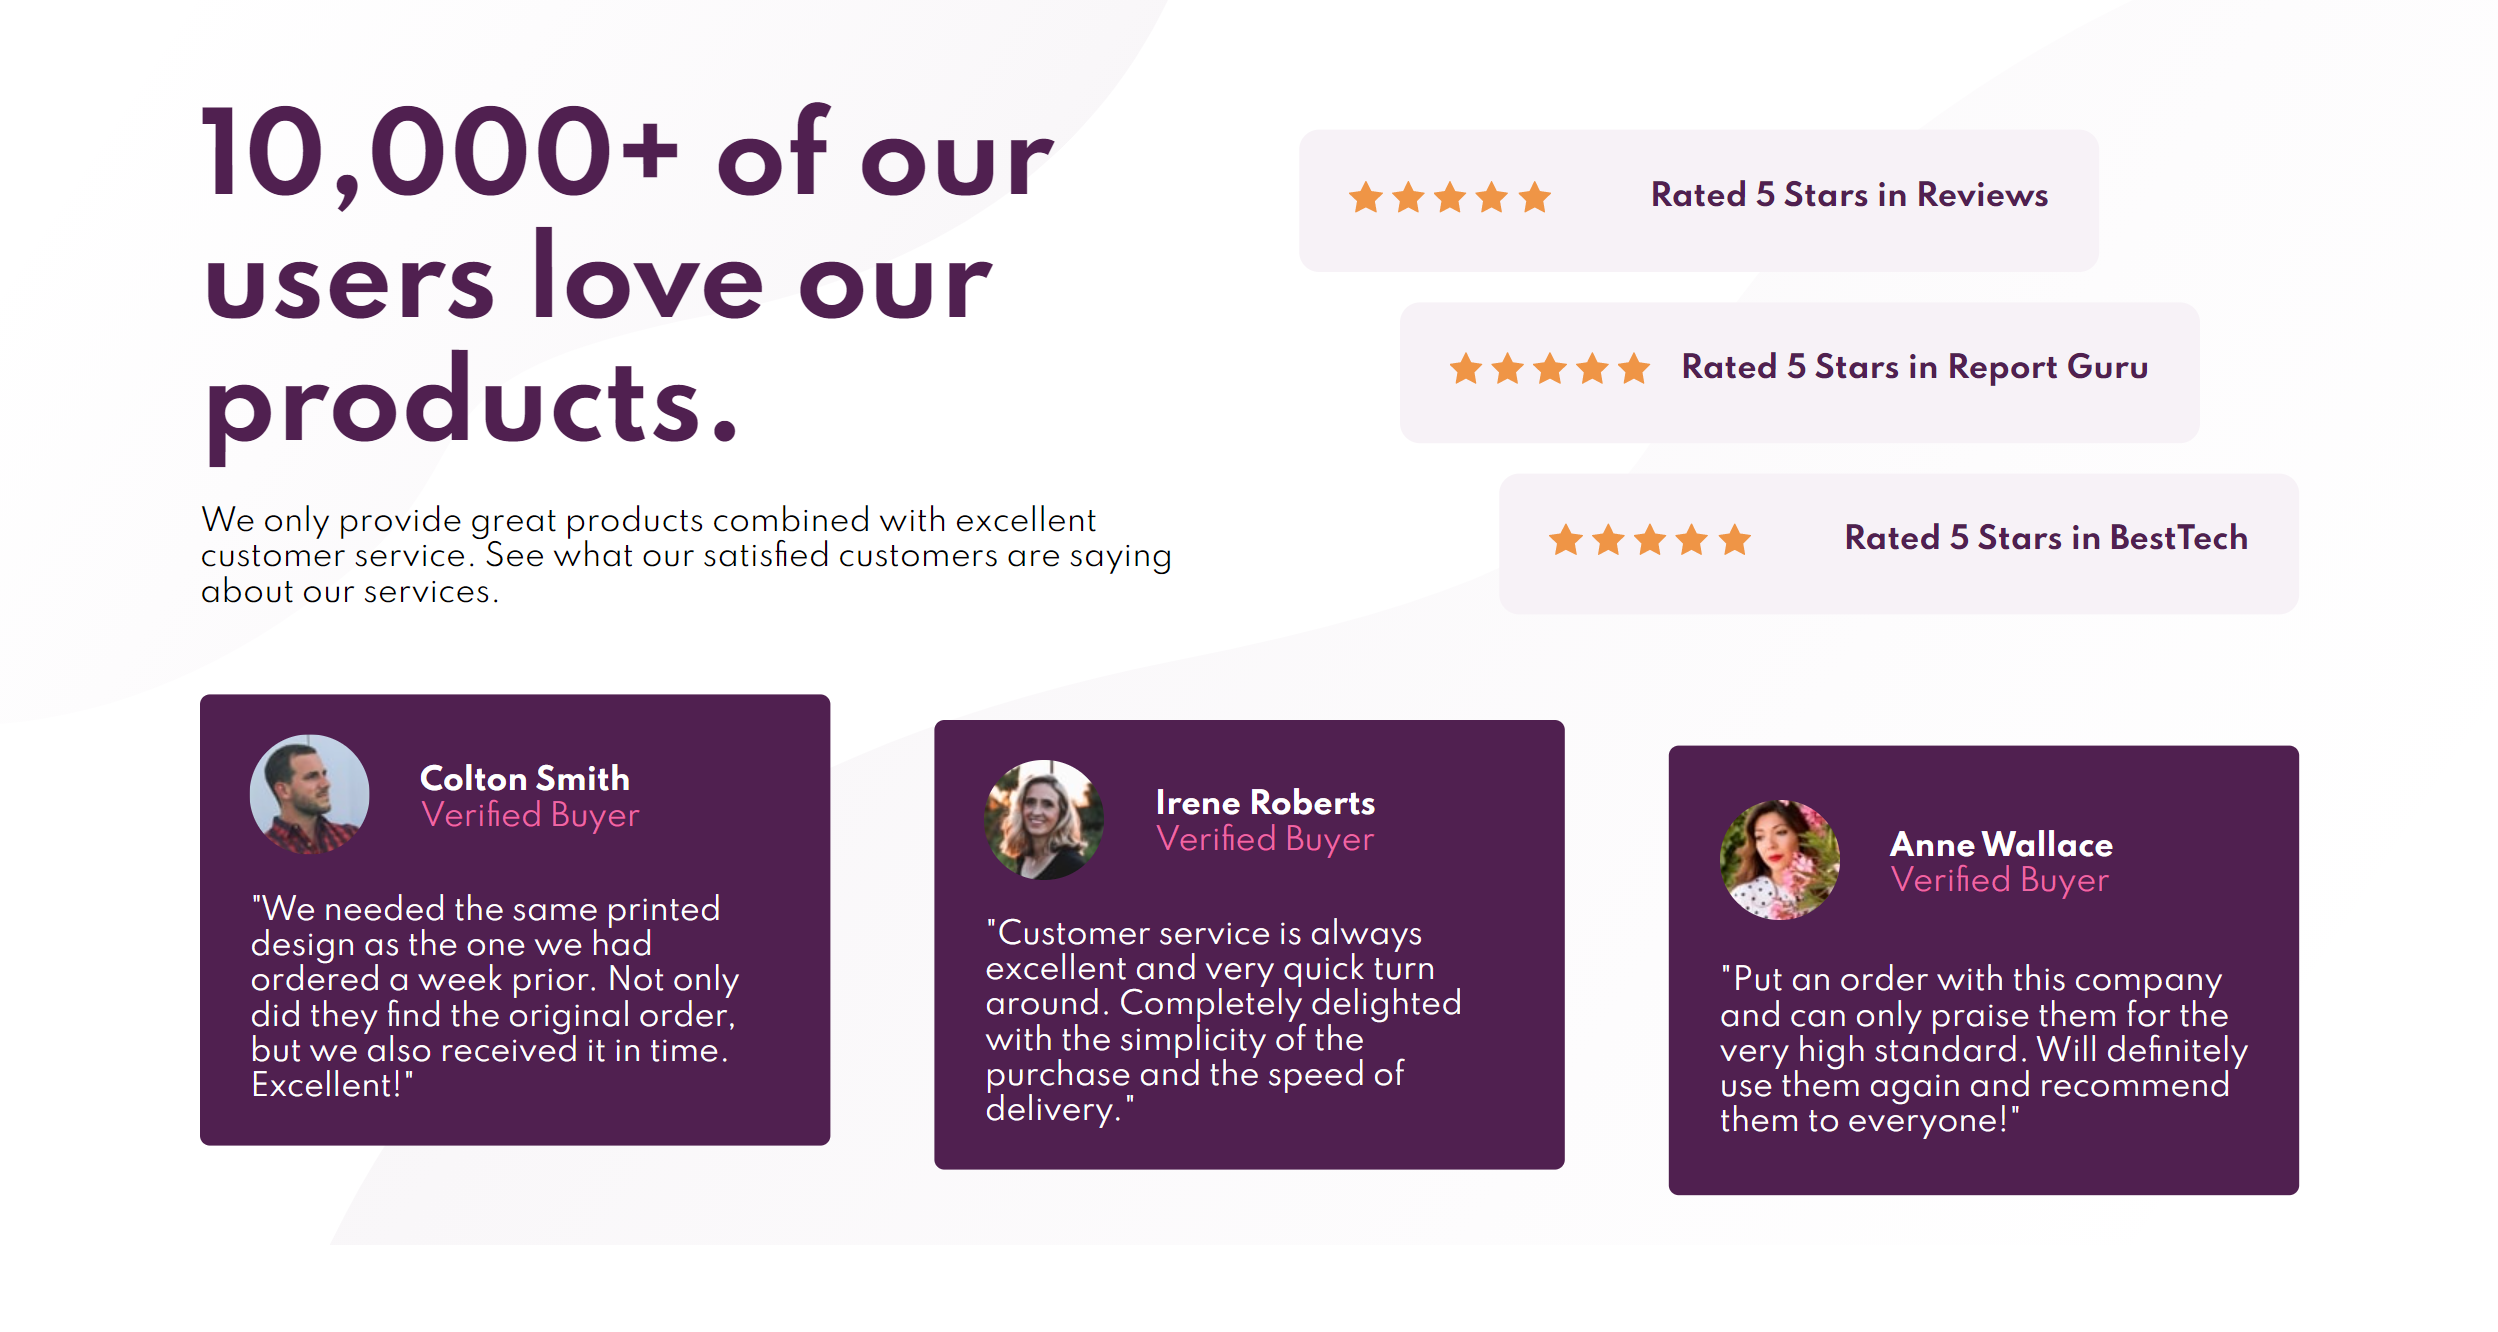 10,000+ of our
users love our
products.
We only provide great products combined with excellent
customer service. See what our satisfied customers are saying
about our services.
Rated 5 Stars in Reviews
Rated 5 Stars in Report Guru
Rated 5 Stars in BestTech
Colton Smith
Verified Buyer
"We needed the same printed
design as the one we had
ordered a week prior. Not only
did they find the original order,
but we also received it in time.
Excellent!"
Irene Roberts
Verified Buyer
"Customer service is always
excellent and very quick turn
around. Completely delighted
with the simplicity of the
purchase and the speed of
delivery."
Anne Wallace
Verified Buyer
"Put an order with this company
and can only praise them for the
very high standard. Will definitely
use them again and recommend
them to everyone!"